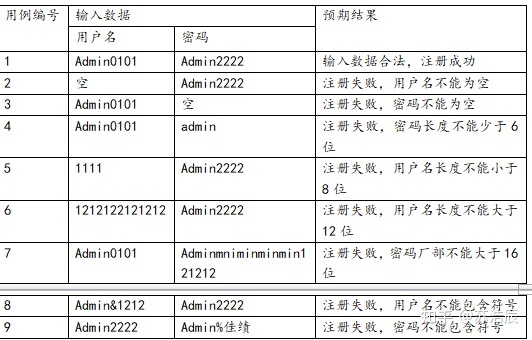 用例编号 输入数据 预期结果
用户名 密码
1 Admin0101 Admin2222 输入数据合法，注册成功
2 空 Admin2222 注册失败，用户名不能为空
3 Admin0101 空 注册失败，密码不能为空
4 Admin0101 admin 注册失败，密码长度不能少于6
位
5 1111 Admin2222 注册失败，用户名长度不能小于
8位
6 1212122121212 Admin2222 注册失败，用户名长度不能大于
12位
7 Admin0101 Adminmniminminmin1 注册失败，密码厂部不能大于16
21212 位
8 Admin&1212 Admin2222 注册失败，用户名不能包含符号
9 Admin2222 Admin%佳绩 注册失败，密码不能包含符号